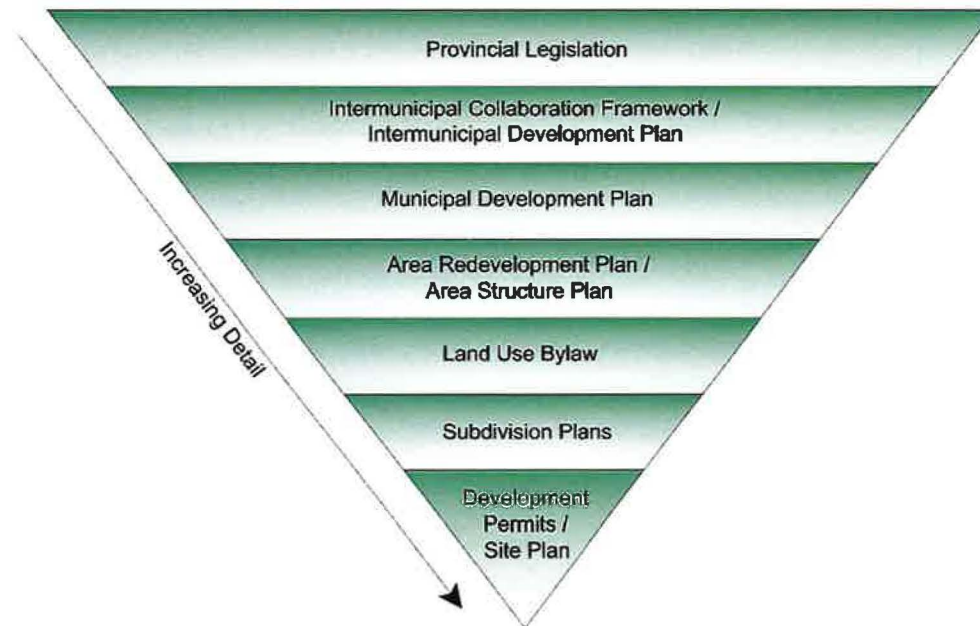 Provincial Legislation
Intermunicipal Collaboration Framework /
Intermunicipal Development Plan
Municipal Development Plan
Area Redevelopment Plan /
Area Structure Plan
Land Use Bylaw
Subdivision Plans
Development
Permits /
Site Plan
Increasing Detail